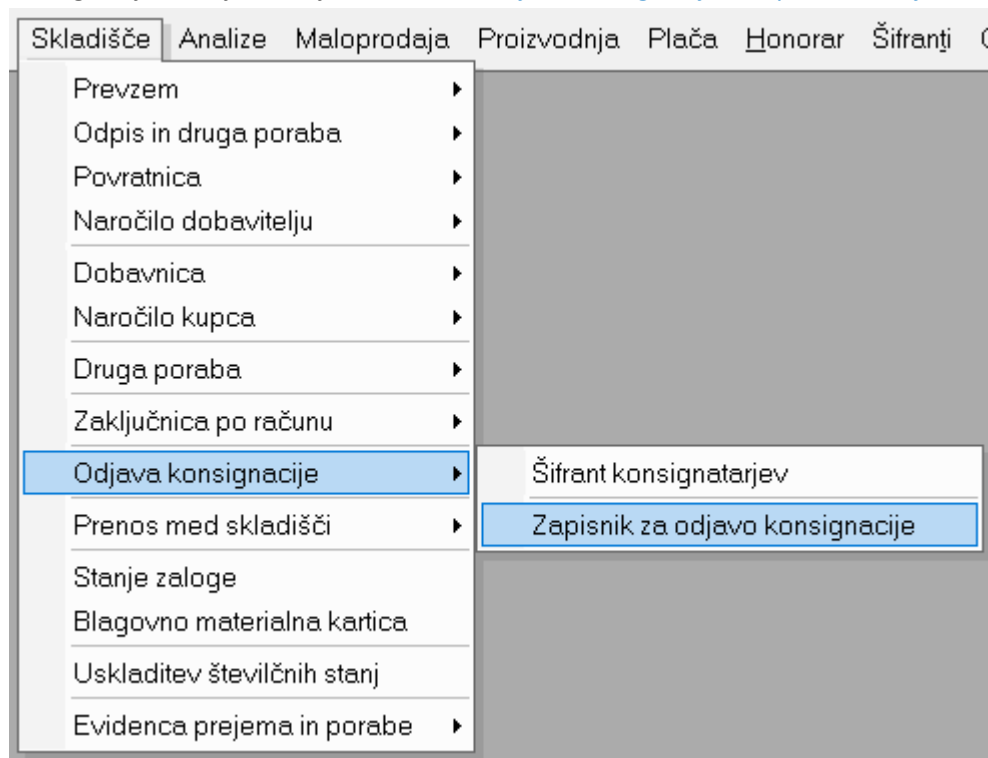 Skladišče Analize Maloprodaja Proizvodnja Plača Honorar Šifranti
Prevzem
Odpis in druga poraba
Povratnica
Naročilo dobavitelju
Dobavnica
Naročilo kupca
Druga poraba
Zaključnica po računu
Odjava konsignacije
Šifrant konsignatarjev
Zapisnik za odjavo konsignacije
Prenos med skladišči
Stanje zaloge
Blagovno materialna kartica
Uskladitev številčnih stanj
Evidenca prejema in porabe